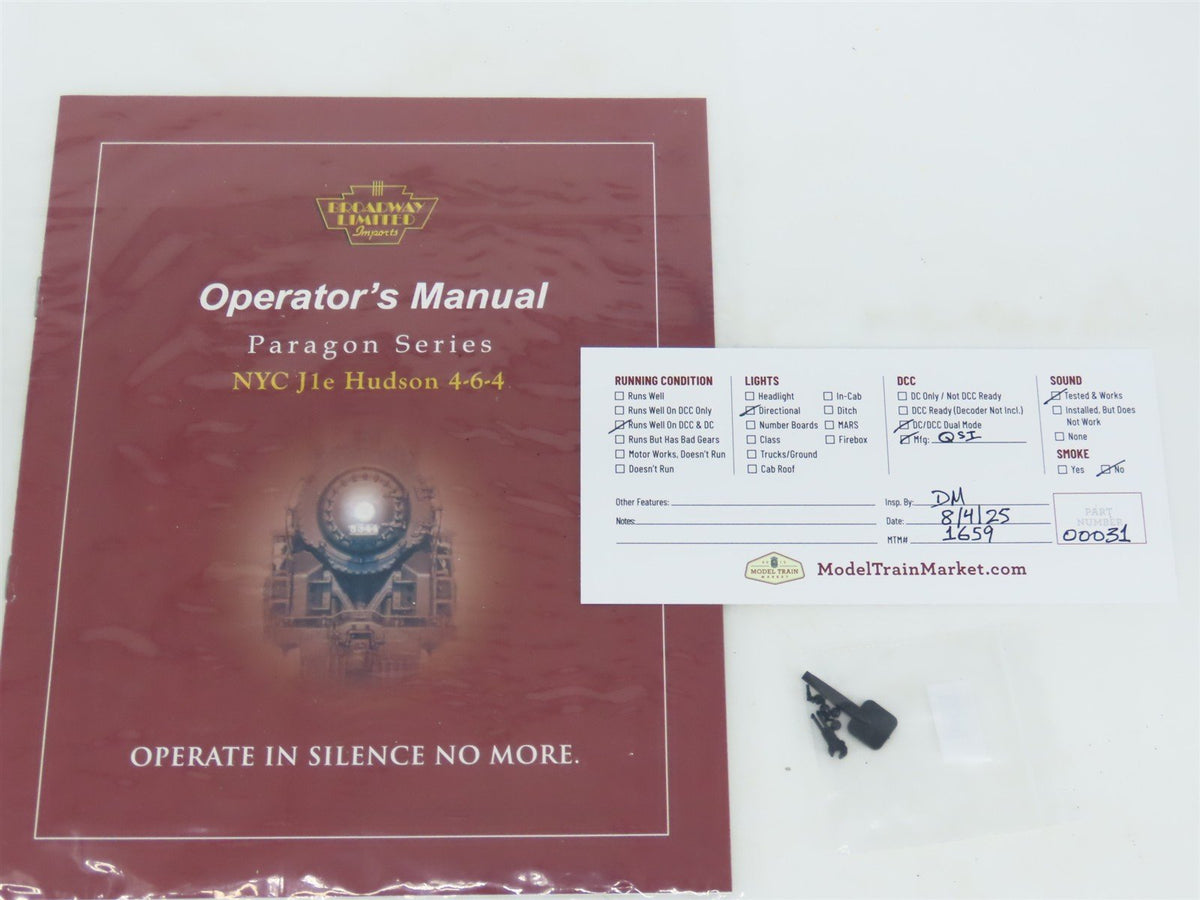 BROADWAY
LIMITED
Imports
Operator's Manual
Paragon Series
NYC J1e Hudson 4-6-4
5344
OPERATE IN SILENCE NO MORE.
RUNNING CONDITION
Runs Well
Runs Well On DCC Only
Runs Well On DCC & DC
Runs But Has Bad Gears
Motor Works, Doesn't Run
Doesn't Run
LIGHTS
Headlight
Directional
Number Boards
Class
Trucks/Ground
Cab Roof
In-Cab
Ditch
MARS
Firebox
DCC
DC Only / Not DCC Ready
DCC Ready (Decoder Not Incl.)
DC/DCC Dual Mode
Mfg: QSI
SOUND
Tested & Works
Installed, But Does
Not Work
None
SMOKE
Yes No
Other Features:
Notes:
Insp. By: DM
Date: 8/4/25
MTM# 1659
PART
NUMBER
00031
MODEL TRAIN
MARKET
ModelTrainMarket.com